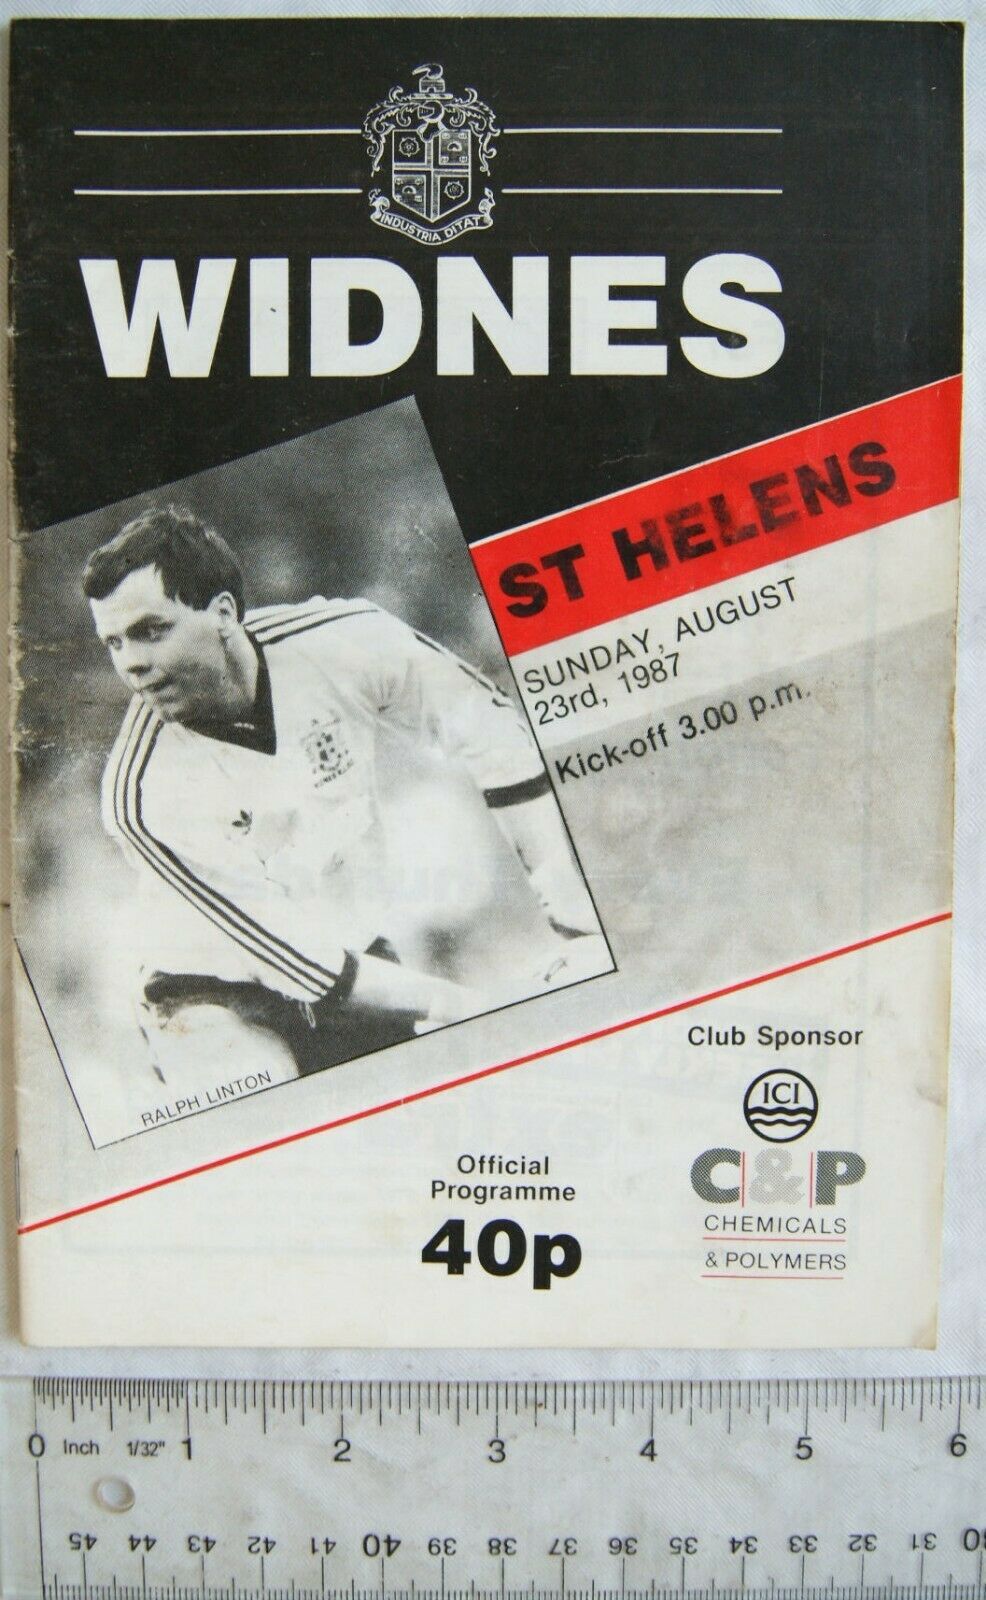 INDUSTRIA DITAT
WIDNES
ST HELENS
SUNDAY, AUGUST
23rd, 1987
Kick-off 3.00 p.m.
RALPH LINTON
Club Sponsor
ICI
C&P
CHEMICALS
& POLYMERS
Official
Programme
40p
0 Inch 1/32" 1 2 3 4 5 6
45 44 43 42 41 40 39 38 37 36 35 34 33 32 31 30